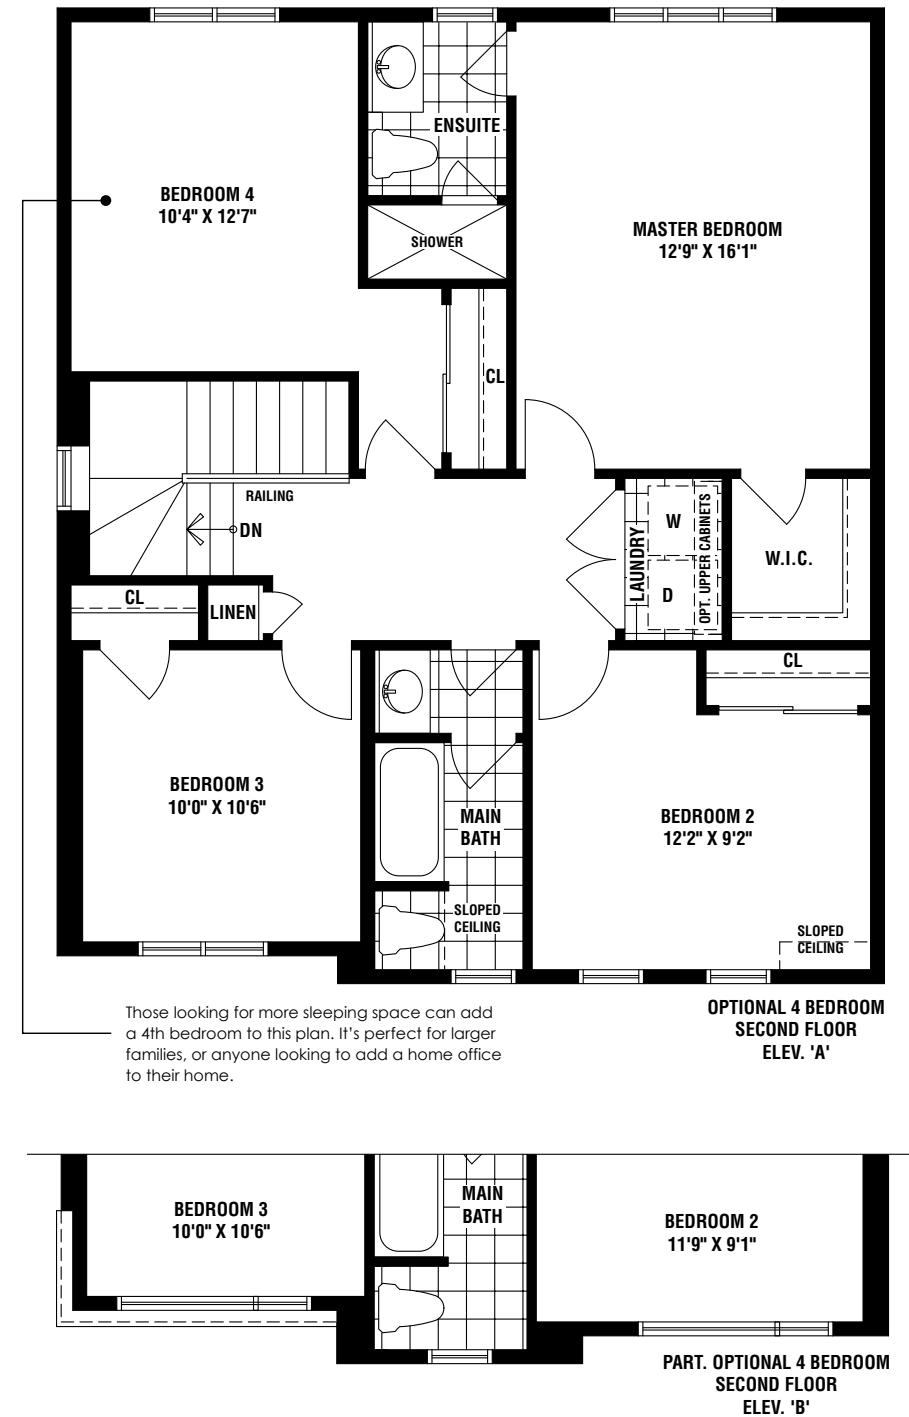 ENSUITE
BEDROOM 4
10'4" X 12'7"
MASTER BEDROOM
12'9" X 16'1"
SHOWER
CL
RAILING
DN
LAUNDRY
W
D
OPT. UPPER CABINETS
W.I.C.
CL
LINEN
CL
BEDROOM 3
10'0" X 10'6"
MAIN
BATH
BEDROOM 2
12'2" X 9'2"
SLOPED
CEILING
SLOPED
CEILING
OPTIONAL 4 BEDROOM
SECOND FLOOR
ELEV. 'A'
Those looking for more sleeping space can add
a 4th bedroom to this plan. It's perfect for larger
families, or anyone looking to add a home office
to their home.
BEDROOM 3
10'0" X 10'6"
MAIN
BATH
BEDROOM 2
11'9" X 9'1"
PART. OPTIONAL 4 BEDROOM
SECOND FLOOR
ELEV. 'B'